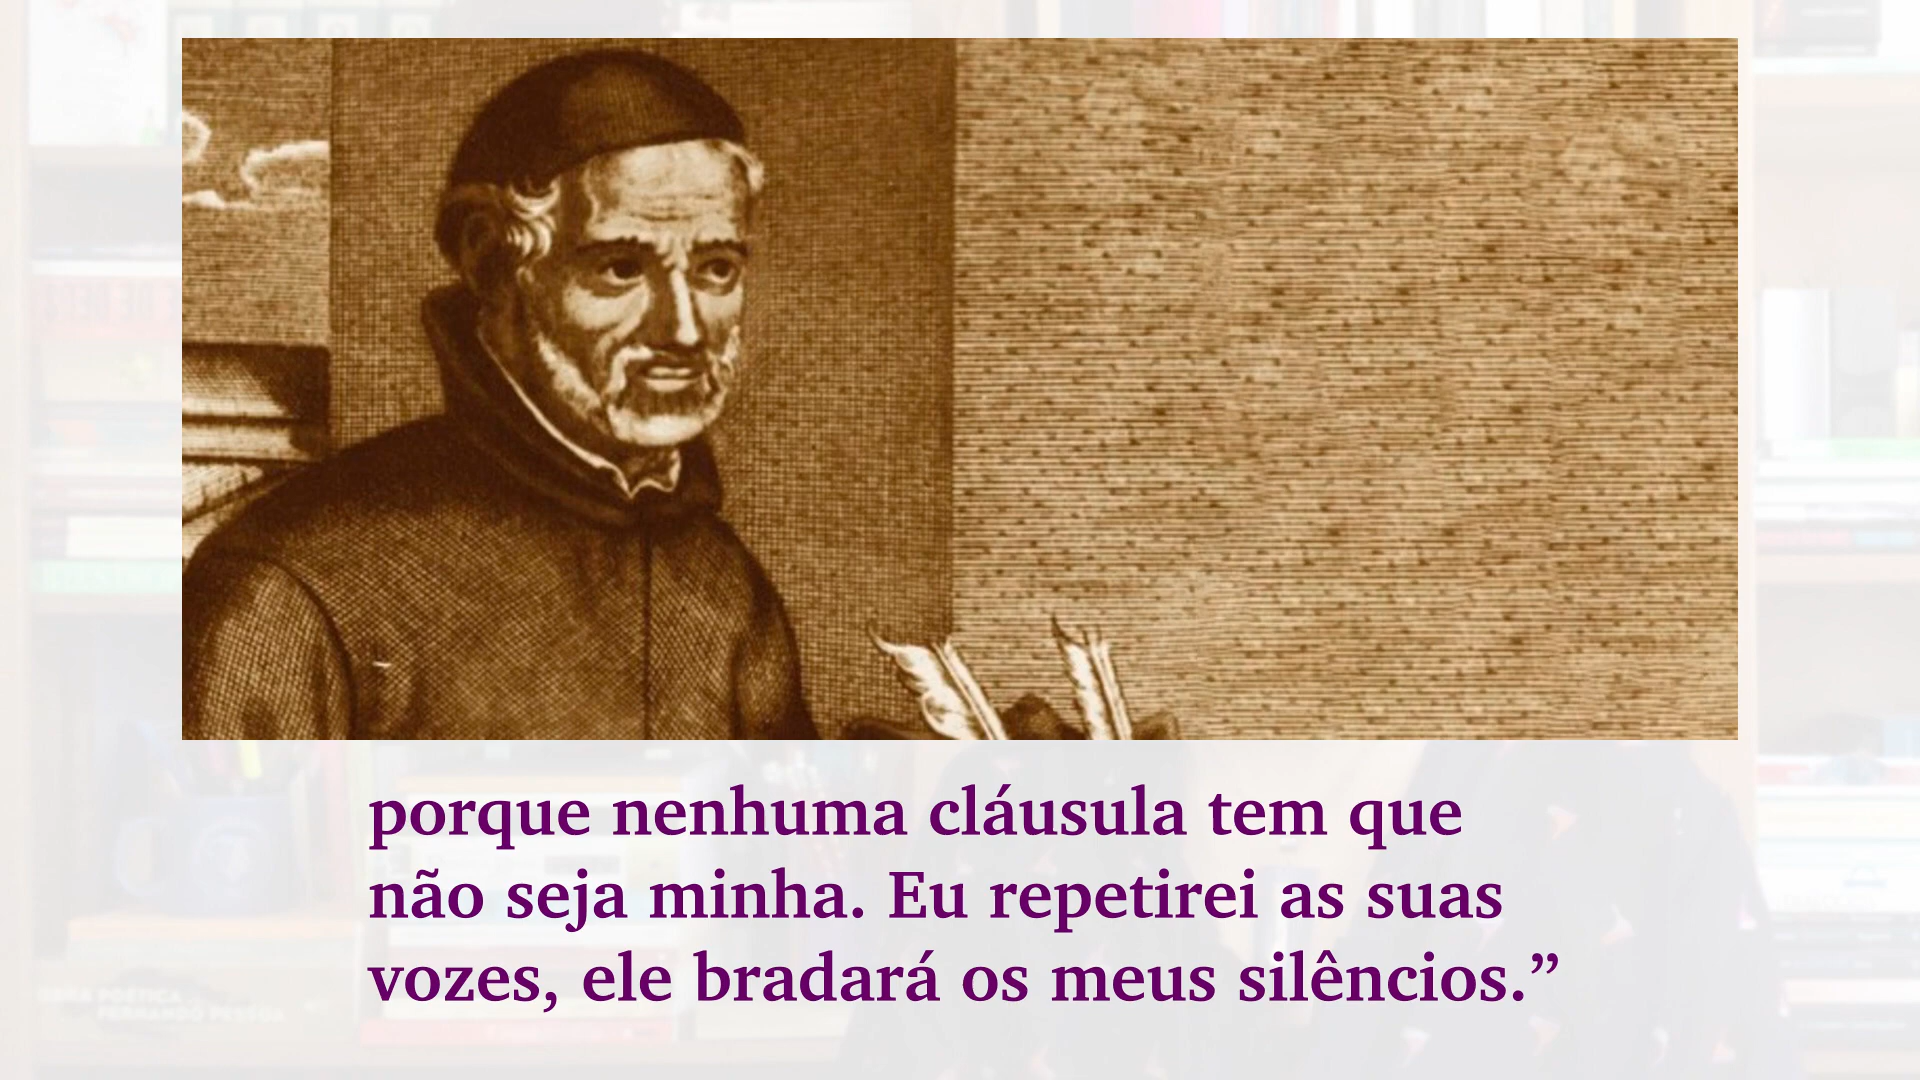 porque nenhuma cláusula tem que
não seja minha. Eu repetirei as suas
vozes, ele bradará os meus silêncios.”